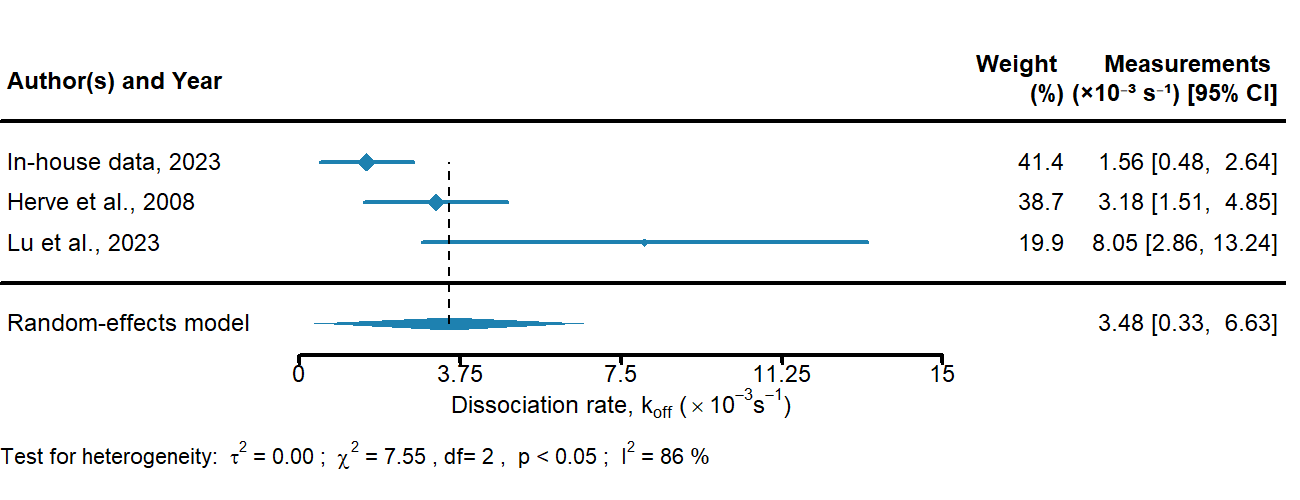 Author(s) and Year
Weight (%)
Measurements (×10⁻³ s⁻¹) [95% CI]
In-house data, 2023 41.4 1.56 [0.48, 2.64]
Herve et al., 2008 38.7 3.18 [1.51, 4.85]
Lu et al., 2023 19.9 8.05 [2.86, 13.24]
Random-effects model 3.48 [0.33, 6.63]
0 3.75 7.5 11.25 15
Dissociation rate, k_off (× 10⁻³s⁻¹)
Test for heterogeneity: τ² = 0.00 ; χ² = 7.55 , df= 2 , p < 0.05 ; I² = 86 %